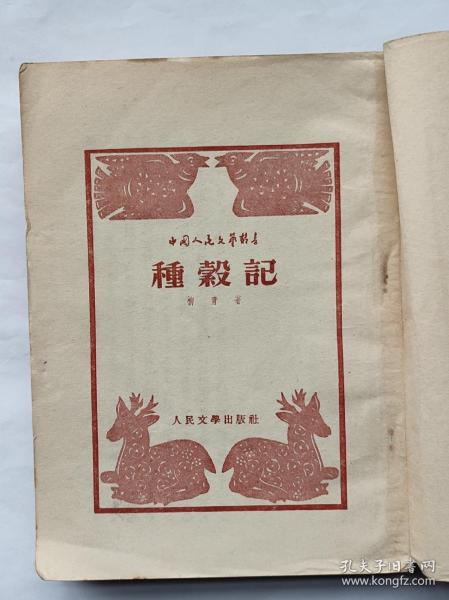 中國人民文藝叢書
種穀記
柳青著
人民文學出版社
孔夫子旧书网
www.kongfz.com